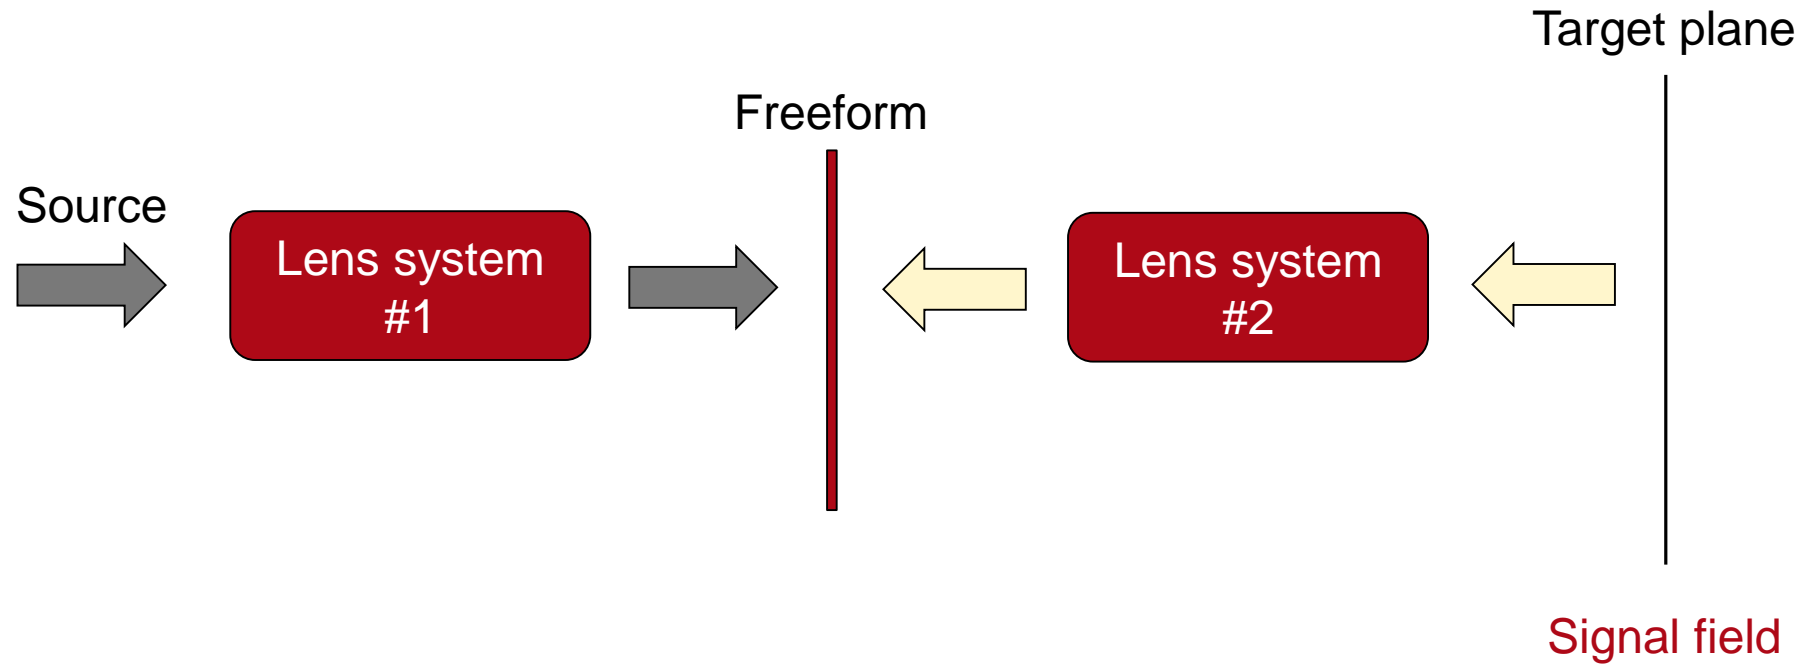 Target plane
Freeform
Source
Lens system
#1
Lens system
#2
Signal field